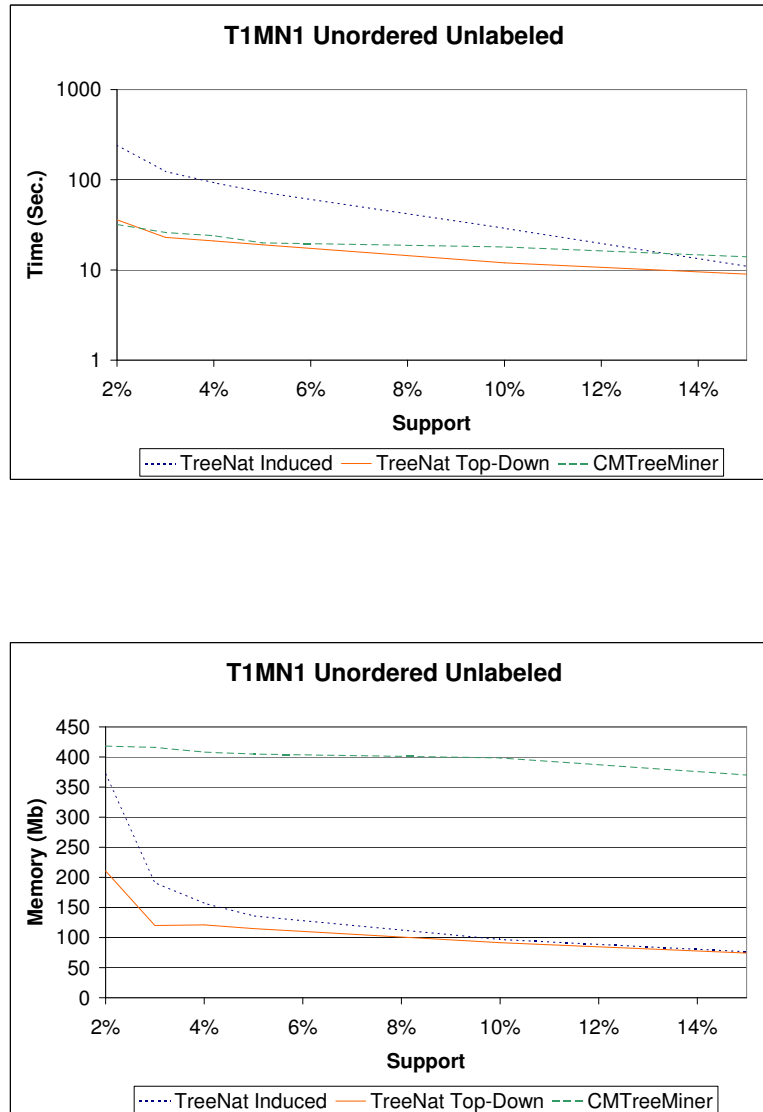 T1MN1 Unordered Unlabeled
1000
100
10
1
Time (Sec.)
2% 4% 6% 8% 10% 12% 14%
Support
TreeNat Induced TreeNat Top-Down CMTreeMiner
T1MN1 Unordered Unlabeled
450
400
350
300
250
200
150
100
50
0
Memory (Mb)
2% 4% 6% 8% 10% 12% 14%
Support
TreeNat Induced TreeNat Top-Down CMTreeMiner